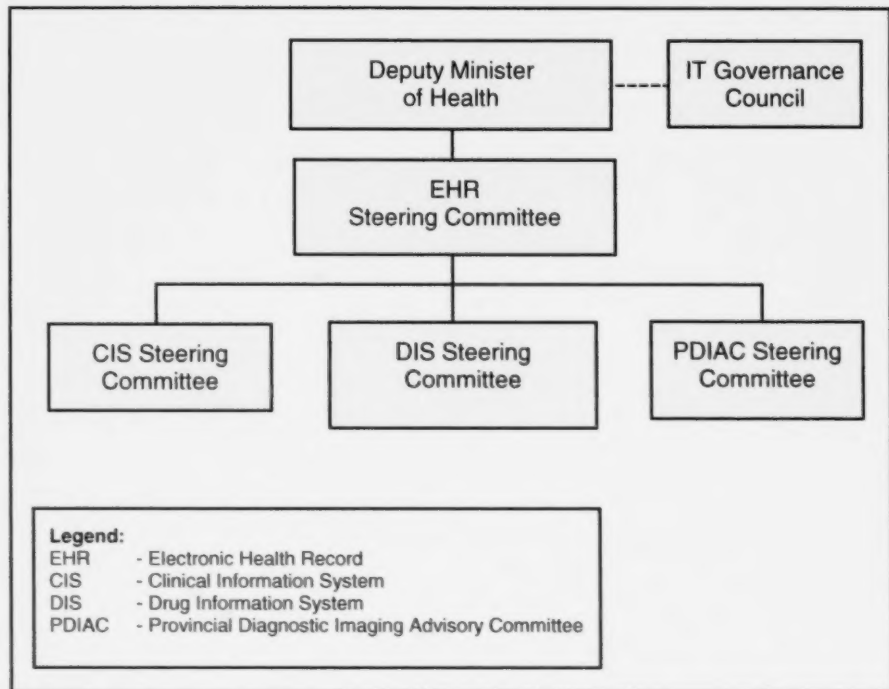 Deputy Minister
of Health
IT Governance
Council
EHR
Steering Committee
CIS Steering
Committee
DIS Steering
Committee
PDIAC Steering
Committee
Legend:
EHR - Electronic Health Record
CIS - Clinical Information System
DIS - Drug Information System
PDIAC - Provincial Diagnostic Imaging Advisory Committee